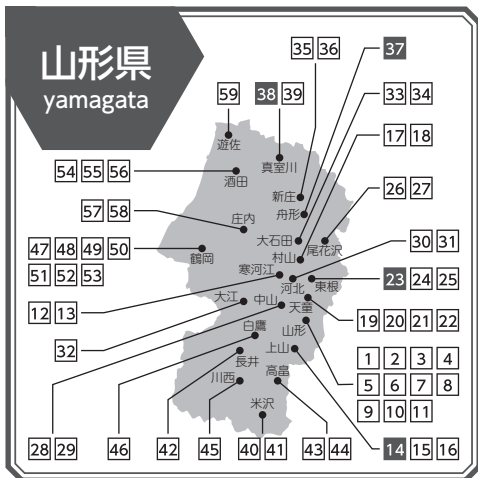 山形県
yamagata
35 36
37
59
38 39
33 34
17 18
遊佐
真室川
54 55 56
酒田
新庄
26 27
舟形
57 58
庄内
大石田
尾花沢
30 31
47 48 49 50
鶴岡
村山
51 52 53
寒河江
河北
東根
23 24 25
12 13
大江
中山
天童
19 20 21 22
32
白鷹
山形
1 2 3 4
長井
上山
5 6 7 8
川西
高畠
9 10 11
米沢
28 29
46
42
45
40 41
43 44
14 15 16